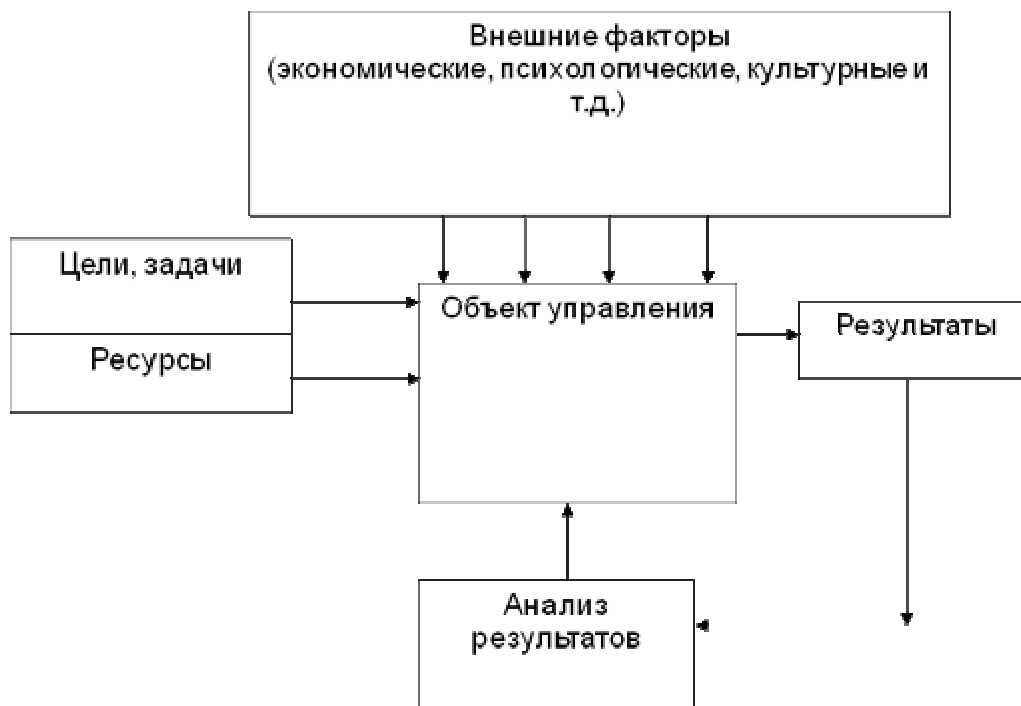 Внешние факторы
(экономические, психологические, культурные и
т.д.)
Цели, задачи
Ресурсы
Объект управления
Результаты
Анализ
результатов